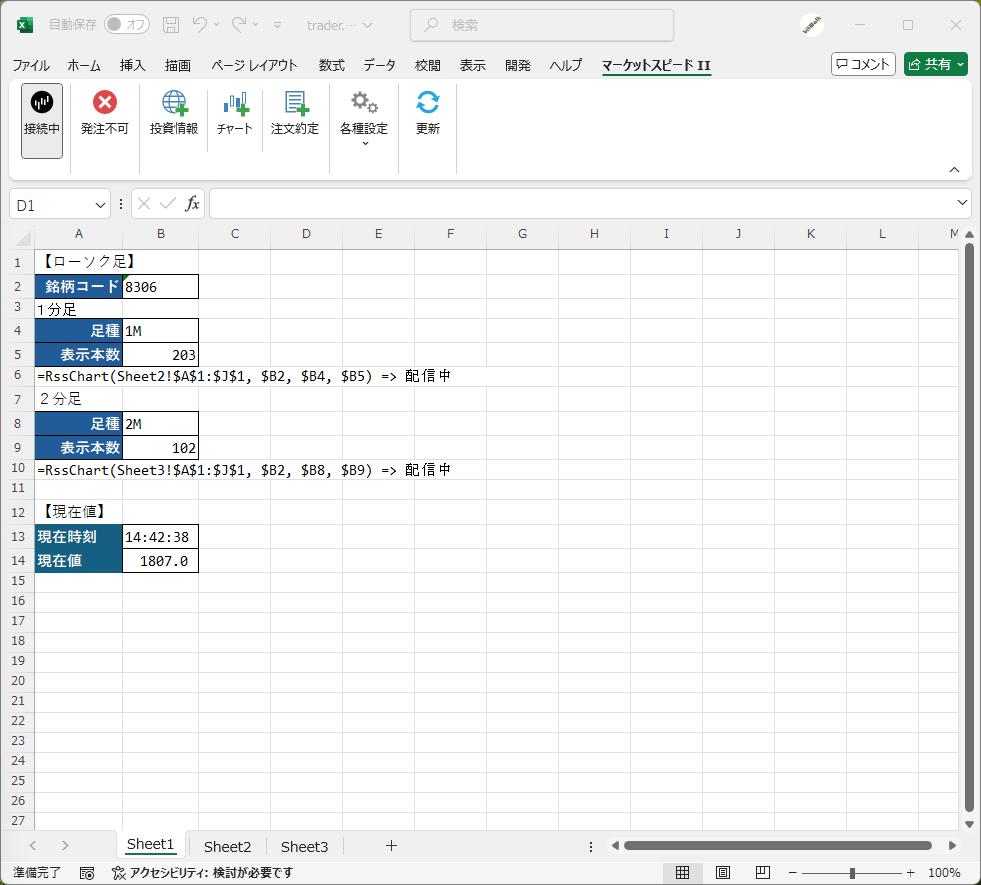 自動保存 オフ trader.… 検索
ファイル ホーム 挿入 描画 ページ レイアウト 数式 データ 校閲 表示 開発 ヘルプ マーケットスピード II コメント 共有
接続中 発注不可 投資情報 チャート 注文約定 各種設定 更新
D1 fx
A B C D E F G H I J K L M
1 【ローソク足】
2 銘柄コード 8306
3 １分足
4 足種 1M
5 表示本数 203
6 =RssChart(Sheet2!$A$1:$J$1, $B2, $B4, $B5) => 配信中
7 ２分足
8 足種 2M
9 表示本数 102
10 =RssChart(Sheet3!$A$1:$J$1, $B2, $B8, $B9) => 配信中
11
12 【現在値】
13 現在時刻 14:42:38
14 現在値 1807.0
15
16
17
18
19
20
21
22
23
24
25
26
27
Sheet1 Sheet2 Sheet3
準備完了 アクセシビリティ: 検討が必要です 100%